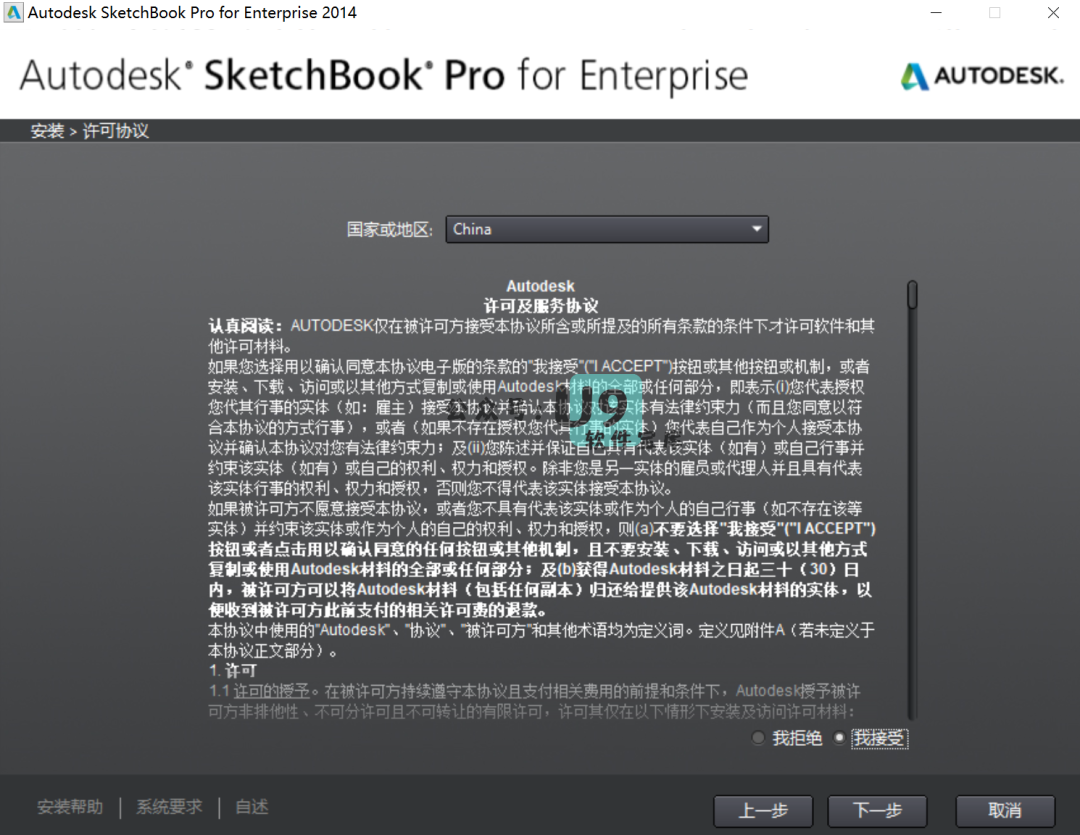 Autodesk SketchBook Pro for Enterprise 2014
Autodesk® SketchBook® Pro for Enterprise
AUTODESK.
安装 > 许可协议
国家或地区:
China
Autodesk
许可及服务协议
认真阅读：AUTODESK仅在被许可方接受本协议所含或所提及的所有条款的条件下才许可软件和其
他许可材料。
如果您选择用以确认同意本协议电子版的条款的"我接受"("I ACCEPT")按钮或其他按钮或机制，或者
安装、下载、访问或以其他方式复制或使用Autodesk材料的全部或任何部分，即表示(i)您代表授权
您代其行事的实体（如：雇主）接受本协议并确认本协议对该实体有法律约束力（而且您同意以符
合本协议的方式行事），或者（如果不存在授权您代其行事的实体）您代表自己作为个人接受本协
议并确认本协议对您有法律约束力；及(ii)您陈述并保证自己具有代表该实体（如有）或自己行事并
约束该实体（如有）或自己的权利、权力和授权。除非您是另一实体的雇员或代理人并且具有代表
该实体行事的权利、权力和授权，否则您不得代表该实体接受本协议。
如果被许可方不愿意接受本协议，或者您不具有代表该实体或作为个人的自己行事（如不存在该等
实体）并约束该实体或作为个人的自己的权利、权力和授权，则(a)不要选择"我接受"("I ACCEPT")
按钮或者点击用以确认同意的任何按钮或其他机制，且不要安装、下载、访问或以其他方式
复制或使用Autodesk材料的全部或任何部分；及(b)获得Autodesk材料之日起三十（30）日
内，被许可方可以将Autodesk材料（包括任何副本）归还给提供该Autodesk材料的实体，以
便收到被许可方此前支付的相关许可费的退款。
本协议中使用的"Autodesk"、"协议"、"被许可方"和其他术语均为定义词。定义见附件A（若未定义于
本协议正文部分）。
1. 许可
1.1 许可的授予。在被许可方持续遵守本协议且支付相关费用的前提和条件下，Autodesk授予被许
可方非排他性、不可分许可且不可转让的有限许可，许可其仅在以下情形下安装及访问许可材料：
公众号:
U9
软件宝库
我拒绝
我接受
安装帮助 | 系统要求 | 自述
上一步
下一步
取消